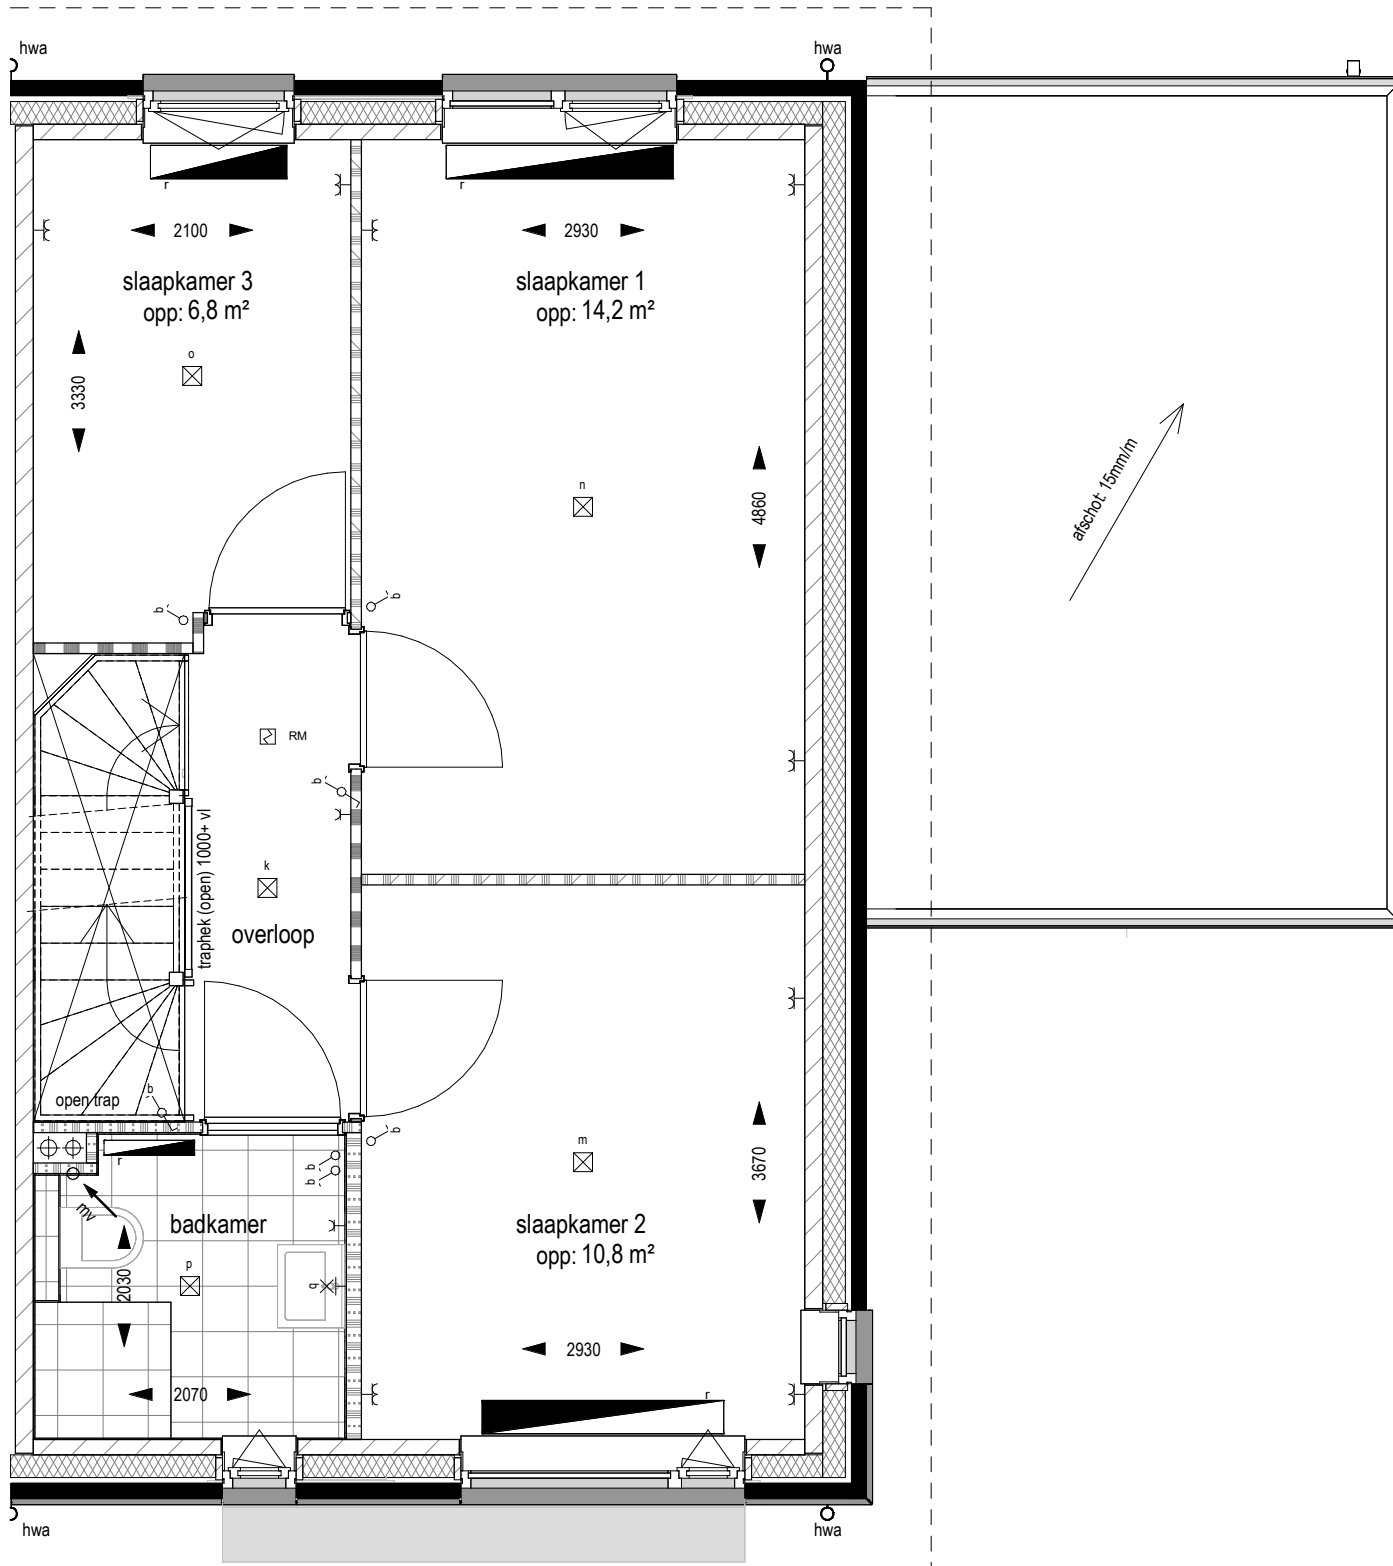 hwa
hwa
r
r
2100
2930
slaapkamer 3
opp: 6,8 m²
slaapkamer 1
opp: 14,2 m²
o
3330
n
4860
afschot: 15mm/m
b
b
RM
b
traphek (open) 1000+ vl
k
overloop
open trap
b
b
r
b
b
m
3670
mv
badkamer
slaapkamer 2
opp: 10,8 m²
p
q
2030
2930
2070
r
hwa
hwa